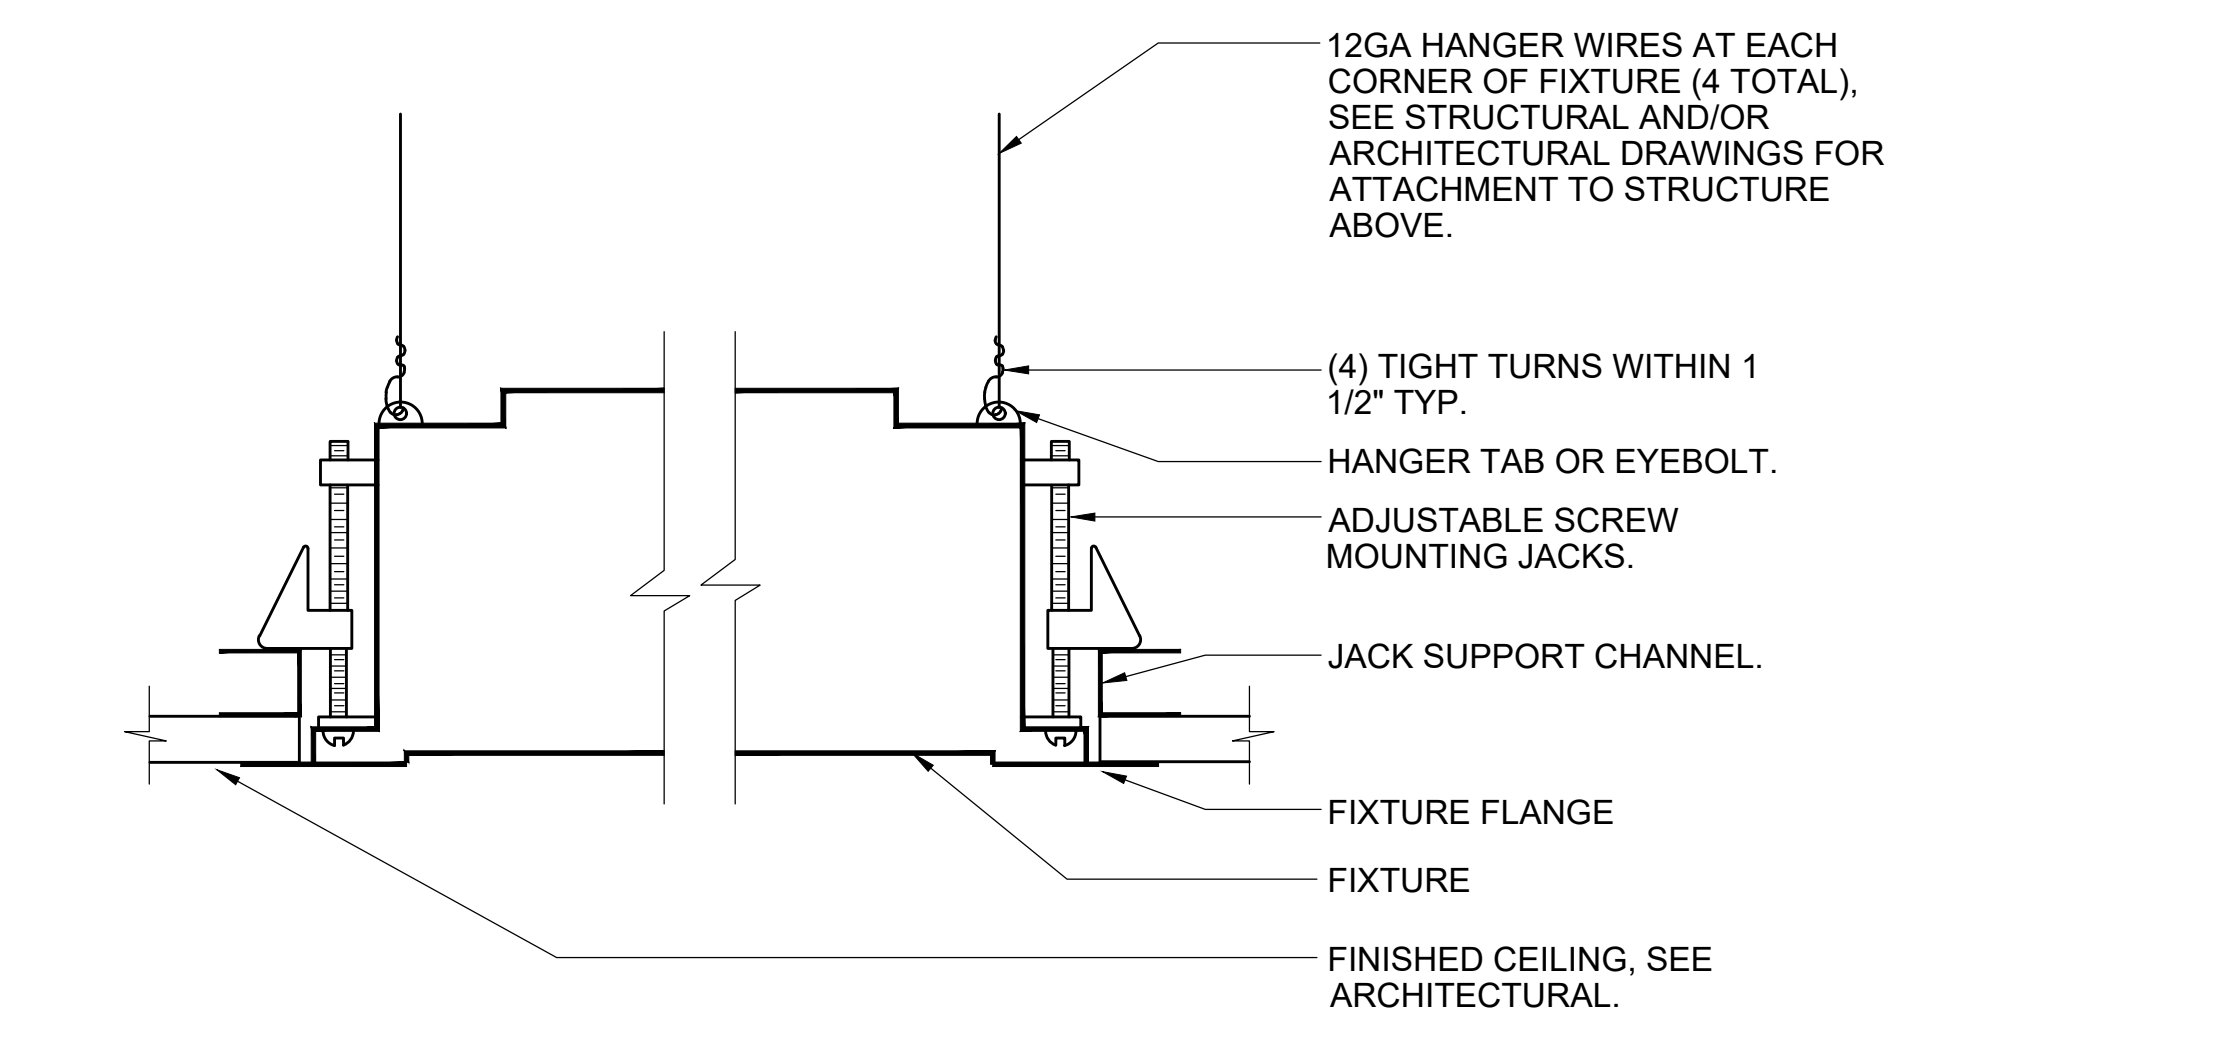 12GA HANGER WIRES AT EACH
CORNER OF FIXTURE (4 TOTAL),
SEE STRUCTURAL AND/OR
ARCHITECTURAL DRAWINGS FOR
ATTACHMENT TO STRUCTURE
ABOVE.
(4) TIGHT TURNS WITHIN 1
1/2" TYP.
HANGER TAB OR EYEBOLT.
ADJUSTABLE SCREW
MOUNTING JACKS.
JACK SUPPORT CHANNEL.
FIXTURE FLANGE
FIXTURE
FINISHED CEILING, SEE
ARCHITECTURAL.